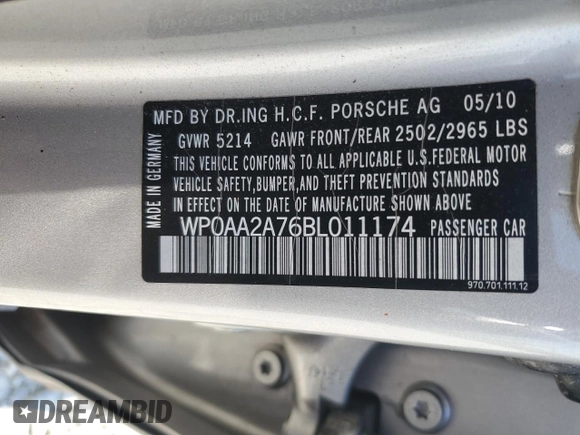 MFD BY DR.ING H.C.F. PORSCHE AG 05/10
GVWR 5214 GAWR FRONT/REAR 2502/2965 LBS
THIS VEHICLE CONFORMS TO ALL APPLICABLE U.S.FEDERAL MOTOR
VEHICLE SAFETY,BUMPER,AND THEFT PREVENTION STANDARDS
IN EFFECT ON THE DATE OF MANUFACTURE SHOWN ABOVE
WP0AA2A76BL011174 PASSENGER CAR
MADE IN GERMANY
970.701.111.12
DREAMBID